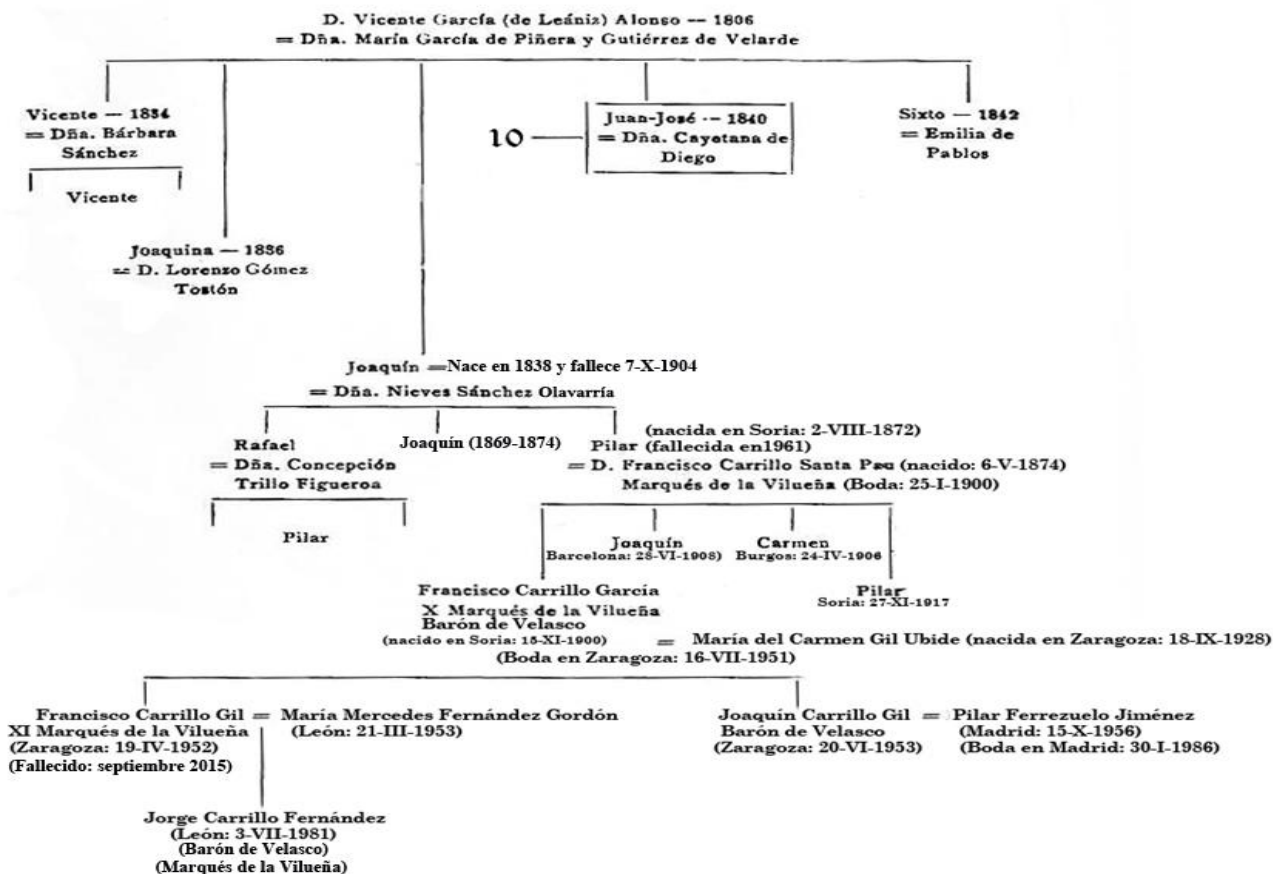 D. Vicente García (de Leániz) Alonso — 1806
= Dña. María García de Piñera y Gutiérrez de Velarde
Vicente — 1834
= Dña. Bárbara
Sánchez
Vicente
Joaquina — 1836
= D. Lorenzo Gómez
Tostón
10
Juan-José — 1840
= Dña. Cayetana de
Diego
Sixto — 1842
= Emilia de
Pablos
Joaquín = Nace en 1838 y fallece 7-X-1904
= Dña. Nieves Sánchez Olavarría
Rafael
= Dña. Concepción
Trillo Figueroa
Pilar
Joaquín (1869-1874)
(nacida en Soria: 2-VIII-1872)
Pilar (fallecida en1961)
= D. Francisco Carrillo Santa Pau (nacido: 6-V-1874)
Marqués de la Vilueña (Boda: 25-I-1900)
Joaquín
Barcelona: 28-VI-1908)
Carmen
Burgos: 24-IV-1906
Francisco Carrillo García
X Marqués de la Vilueña
Barón de Velasco
(nacido en Soria: 15-XI-1900) = María del Carmen Gil Ubide (nacida en Zaragoza: 18-IX-1928)
(Boda en Zaragoza: 16-VII-1951)
Pilar
Soria: 27-XI-1917
Francisco Carrillo Gil = María Mercedes Fernández Gordón
XI Marqués de la Vilueña (León: 21-III-1953)
(Zaragoza: 19-IV-1952)
(Fallecido: septiembre 2015)
Joaquín Carrillo Gil = Pilar Ferrezuelo Jiménez
Barón de Velasco (Madrid: 15-X-1956)
(Zaragoza: 20-VI-1953) (Boda en Madrid: 30-I-1986)
Jorge Carrillo Fernández
(León: 3-VII-1981)
(Barón de Velasco)
(Marqués de la Vilueña)